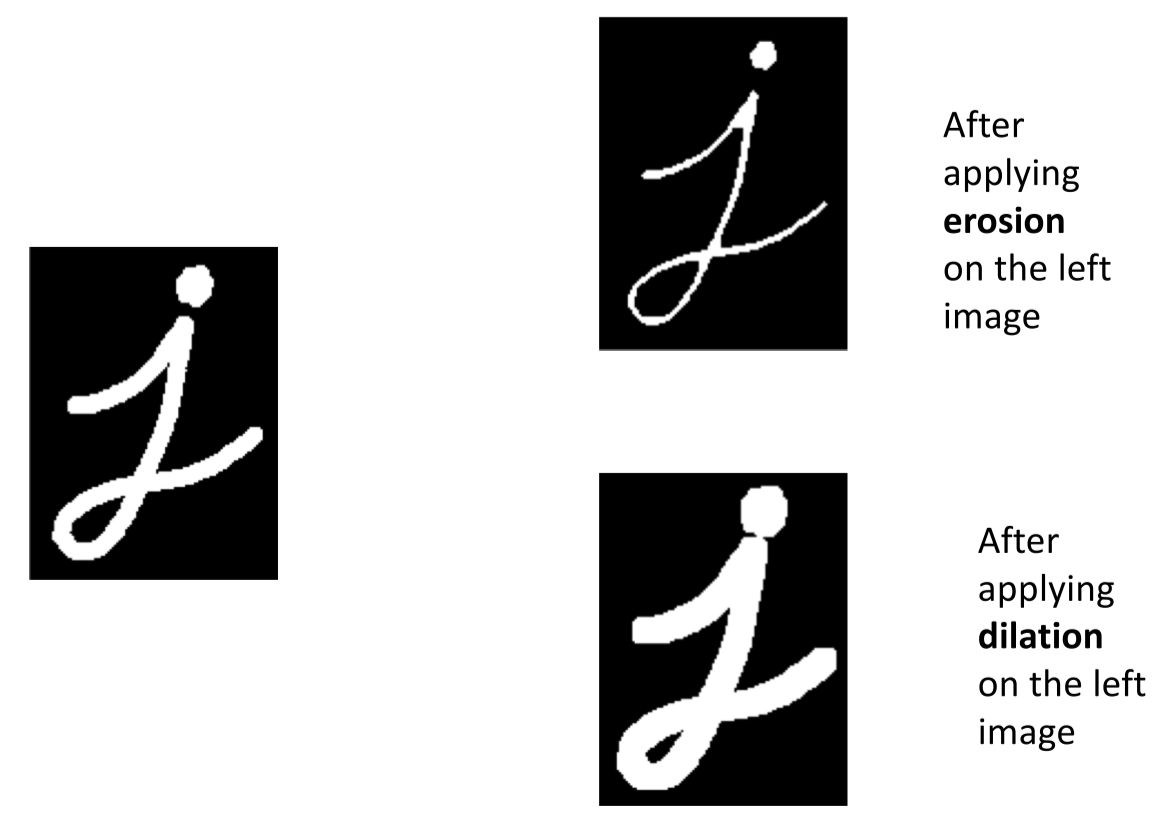 j
After
applying
erosion
on the left
image
j
j
After
applying
dilation
on the left
image